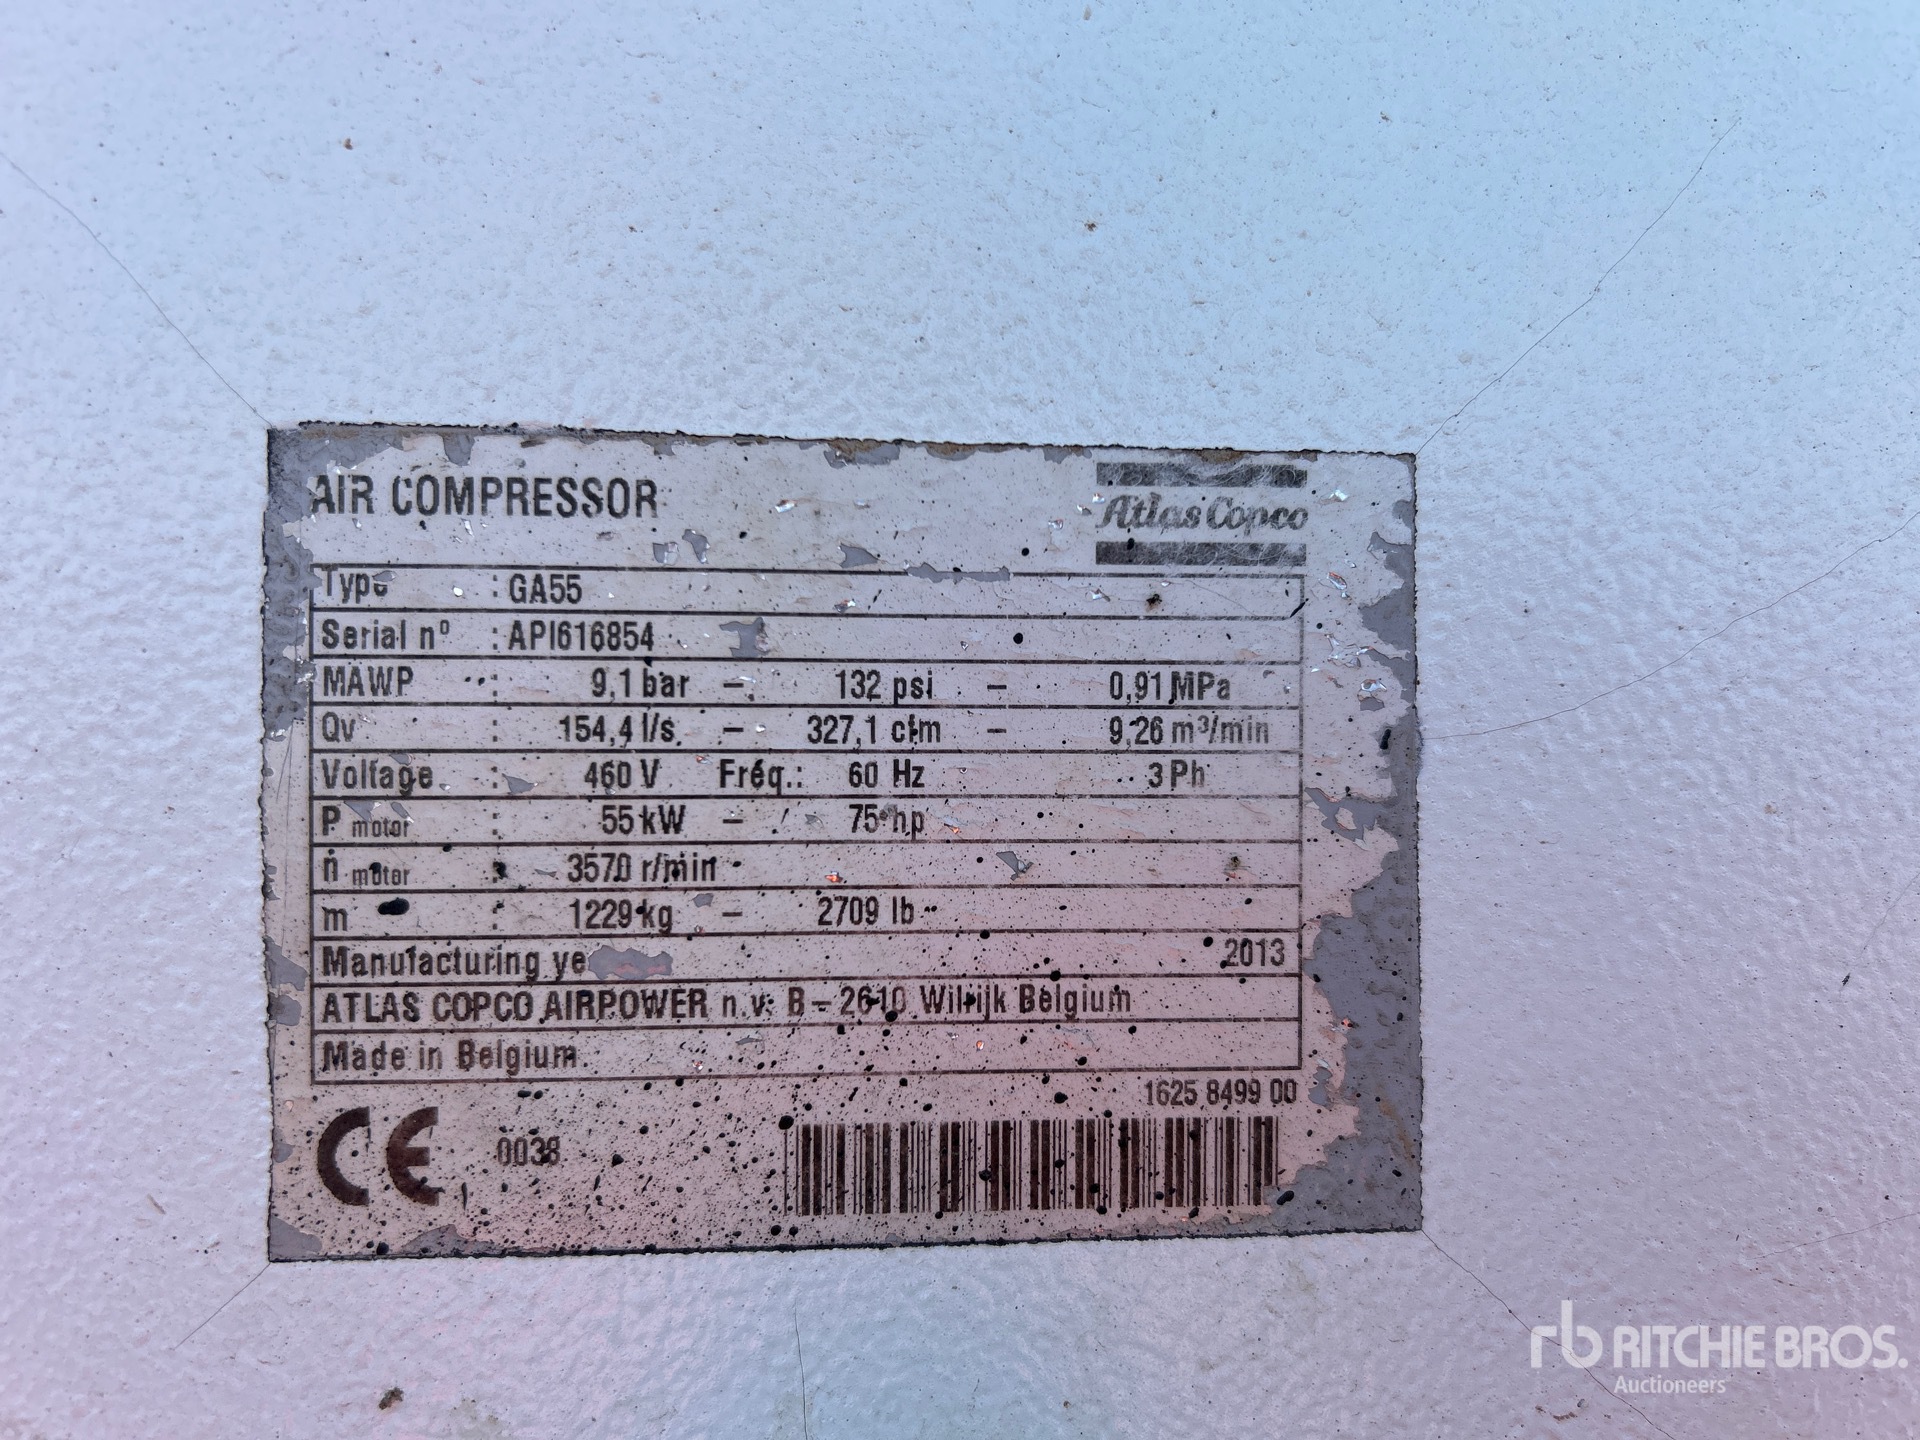 AIR COMPRESSOR
Atlas Copco
Type : GA55
Serial nº : API616854
MAWP : 9,1 bar – 132 psi – 0,91 MPa
Qv : 154,4 l/s – 327,1 cfm – 9,26 m³/min
Voltage : 460 V Fréq.: 60 Hz 3 Ph
P motor : 55 kW – 75 hp
n motor : 3570 r/min
m : 1229 kg – 2709 lb
Manufacturing ye 2013
ATLAS COPCO AIRPOWER n.v. B – 2610 Wilrijk Belgium
Made in Belgium
1625 8499 00
CE 0038
rb RITCHIE BROS.
Auctioneers